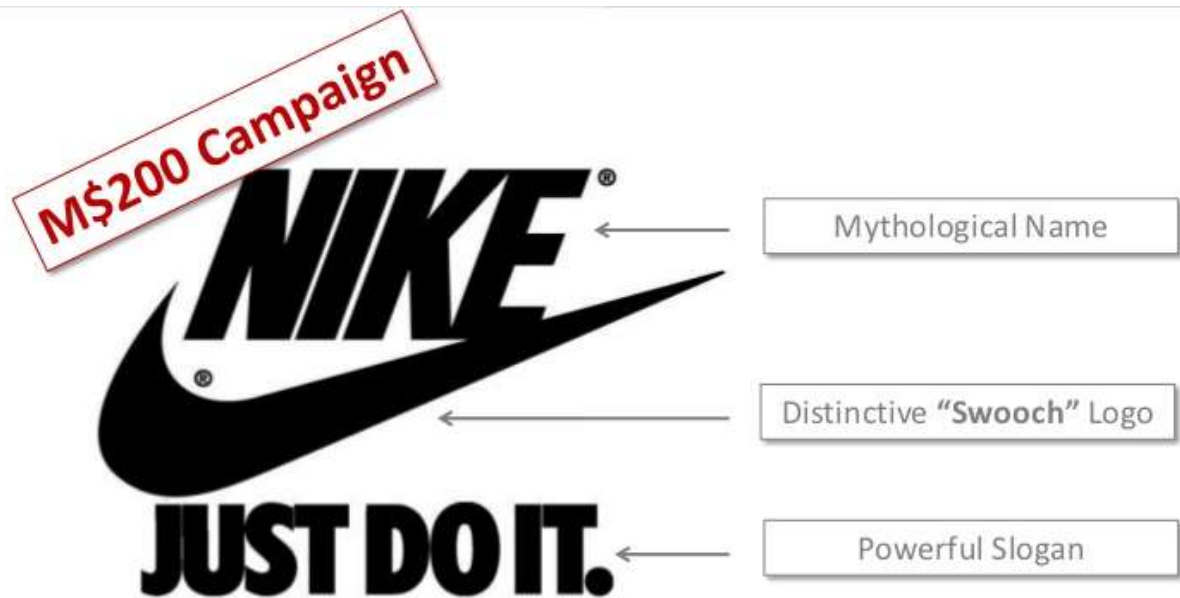 M$200 Campaign
NIKE®
Mythological Name
®
Distinctive “Swooch” Logo
JUST DO IT.
Powerful Slogan